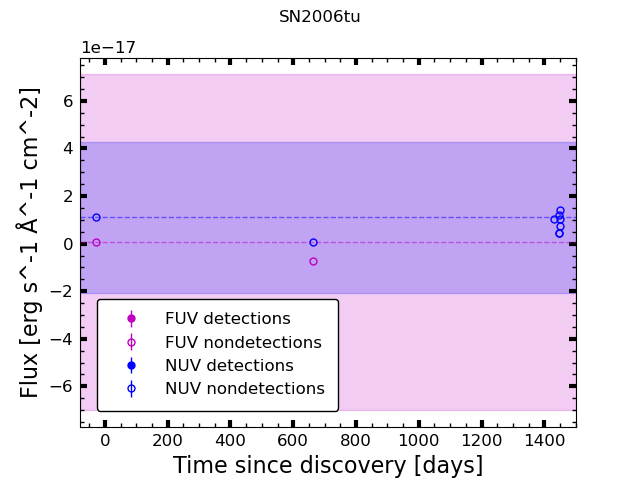 SN2006tu
1e−17
6
4
2
0
−2
−4
−6
Flux [erg s^-1 Å^-1 cm^-2]
FUV detections
FUV nondetections
NUV detections
NUV nondetections
0 200 400 600 800 1000 1200 1400
Time since discovery [days]